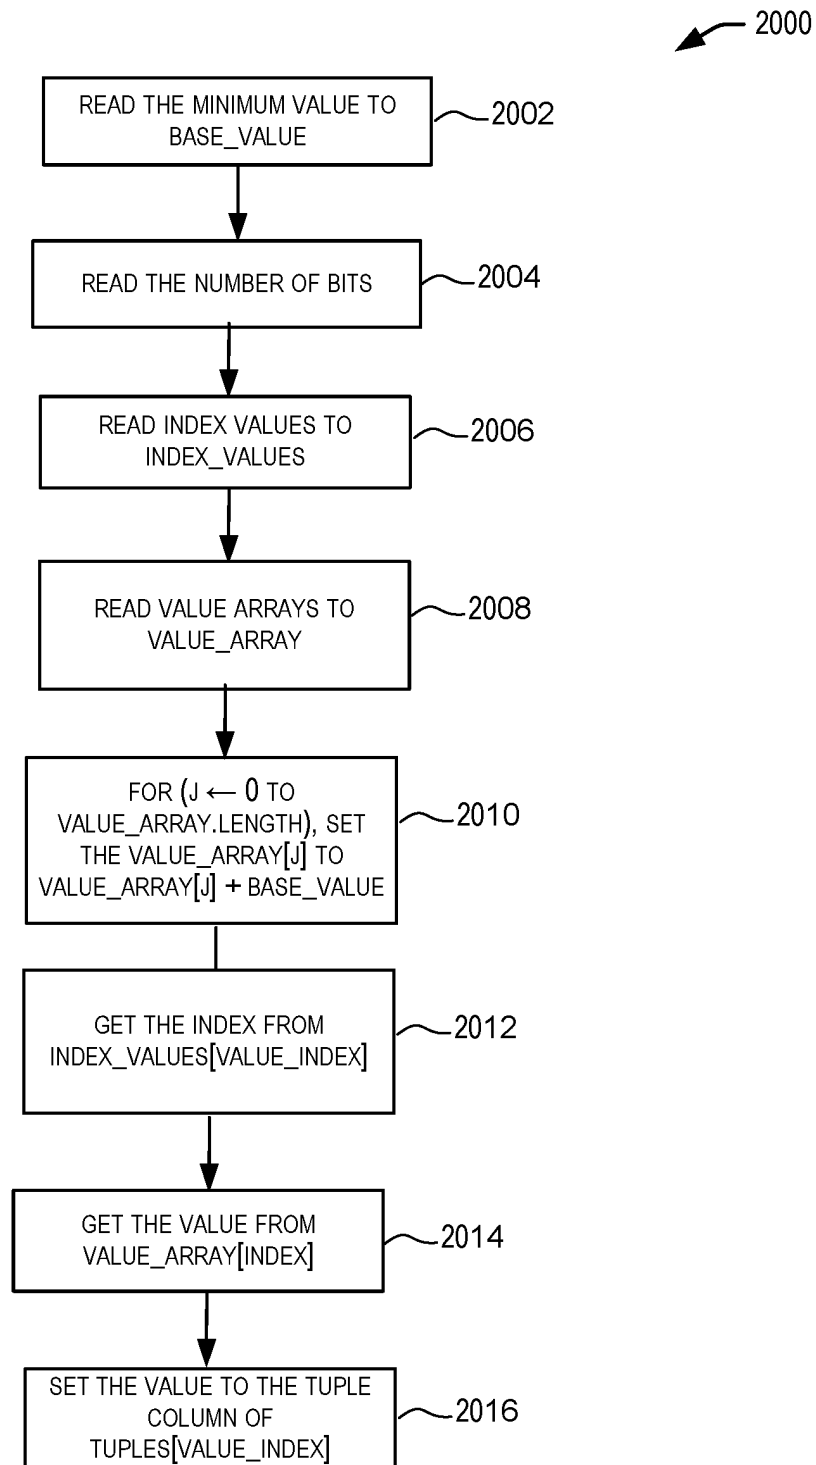 2000
READ THE MINIMUM VALUE TO
BASE_VALUE
2002
READ THE NUMBER OF BITS
2004
READ INDEX VALUES TO
INDEX_VALUES
2006
READ VALUE ARRAYS TO
VALUE_ARRAY
2008
FOR (J ← 0 TO
VALUE_ARRAY.LENGTH), SET
THE VALUE_ARRAY[J] TO
VALUE_ARRAY[J] + BASE_VALUE
2010
GET THE INDEX FROM
INDEX_VALUES[VALUE_INDEX]
2012
GET THE VALUE FROM
VALUE_ARRAY[INDEX]
2014
SET THE VALUE TO THE TUPLE
COLUMN OF
TUPLES[VALUE_INDEX]
2016